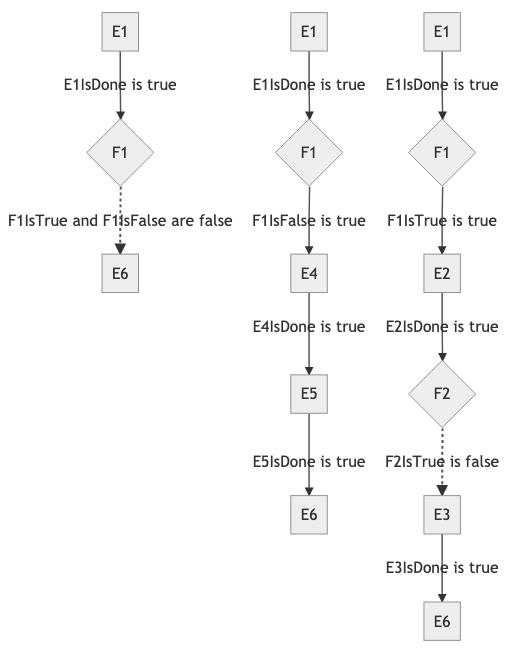 E1
E1IsDone is true
F1
F1IsTrue and F1IsFalse are false
E6
E1
E1IsDone is true
F1
F1IsFalse is true
E4
E4IsDone is true
E5
E5IsDone is true
E6
E1
E1IsDone is true
F1
F1IsTrue is true
E2
E2IsDone is true
F2
F2IsTrue is false
E3
E3IsDone is true
E6